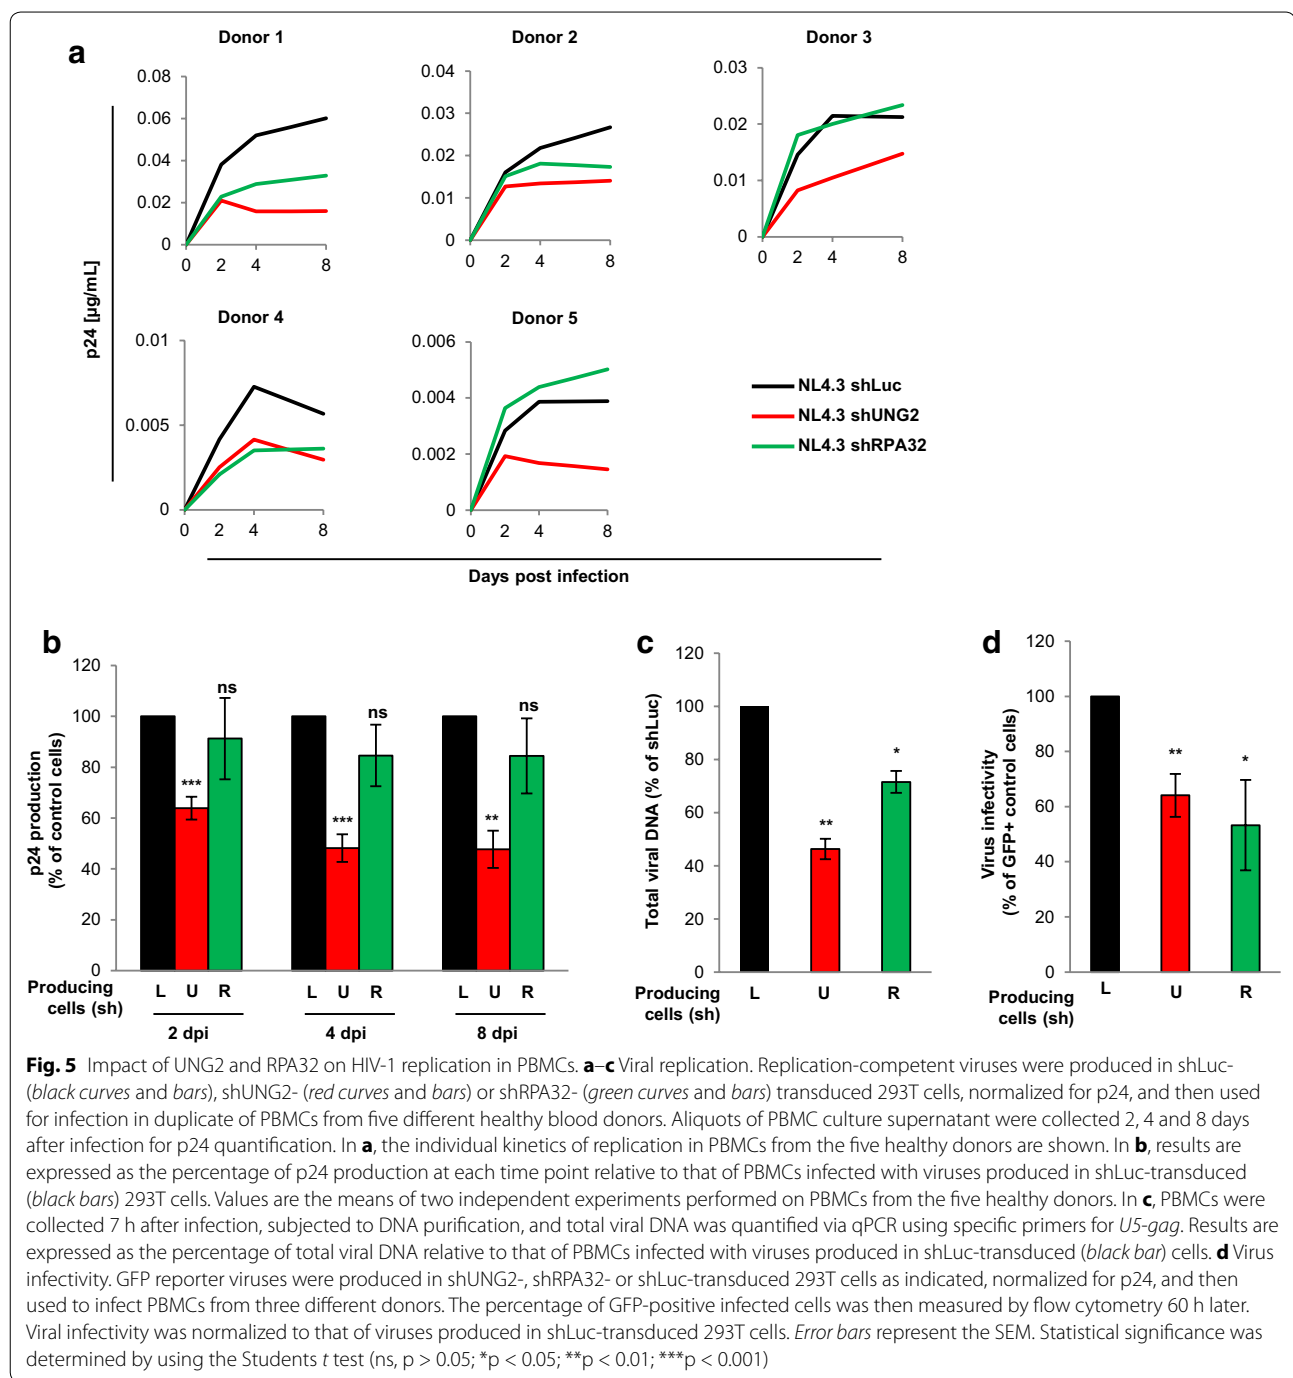 a
Donor 1
Donor 2
Donor 3
0.08
0.06
0.04
0.02
0
0 2 4 8
0.04
0.03
0.02
0.01
0
0 2 4 8
0.03
0.02
0.01
0
0 2 4 8
p24 [µg/mL]
Donor 4
Donor 5
0.01
0.005
0
0 2 4 8
0.006
0.004
0.002
0
0 2 4 8
NL4.3 shLuc
NL4.3 shUNG2
NL4.3 shRPA32
Days post infection
b
p24 production
(% of control cells)
120
100
80
60
40
20
0
*** ns
*** ns
** ns
Producing
cells (sh)
L U R L U R L U R
2 dpi 4 dpi 8 dpi
c
Total viral DNA (% of shLuc)
120
100
80
60
40
20
0
** *
Producing
cells (sh)
L U R
d
Virus infectivity
(% of GFP+ control cells)
120
100
80
60
40
20
0
** *
Producing
cells (sh)
L U R
Fig. 5 Impact of UNG2 and RPA32 on HIV-1 replication in PBMCs. a–c Viral replication. Replication-competent viruses were produced in shLuc-
(black curves and bars), shUNG2- (red curves and bars) or shRPA32- (green curves and bars) transduced 293T cells, normalized for p24, and then used
for infection in duplicate of PBMCs from five different healthy blood donors. Aliquots of PBMC culture supernatant were collected 2, 4 and 8 days
after infection for p24 quantification. In a, the individual kinetics of replication in PBMCs from the five healthy donors are shown. In b, results are
expressed as the percentage of p24 production at each time point relative to that of PBMCs infected with viruses produced in shLuc-transduced
(black bars) 293T cells. Values are the means of two independent experiments performed on PBMCs from the five healthy donors. In c, PBMCs were
collected 7 h after infection, subjected to DNA purification, and total viral DNA was quantified via qPCR using specific primers for U5-gag. Results are
expressed as the percentage of total viral DNA relative to that of PBMCs infected with viruses produced in shLuc-transduced (black bar) cells. d Virus
infectivity. GFP reporter viruses were produced in shUNG2-, shRPA32- or shLuc-transduced 293T cells as indicated, normalized for p24, and then
used to infect PBMCs from three different donors. The percentage of GFP-positive infected cells was then measured by flow cytometry 60 h later.
Viral infectivity was normalized to that of viruses produced in shLuc-transduced 293T cells. Error bars represent the SEM. Statistical significance was
determined by using the Students t test (ns, p > 0.05; *p < 0.05; **p < 0.01; ***p < 0.001)